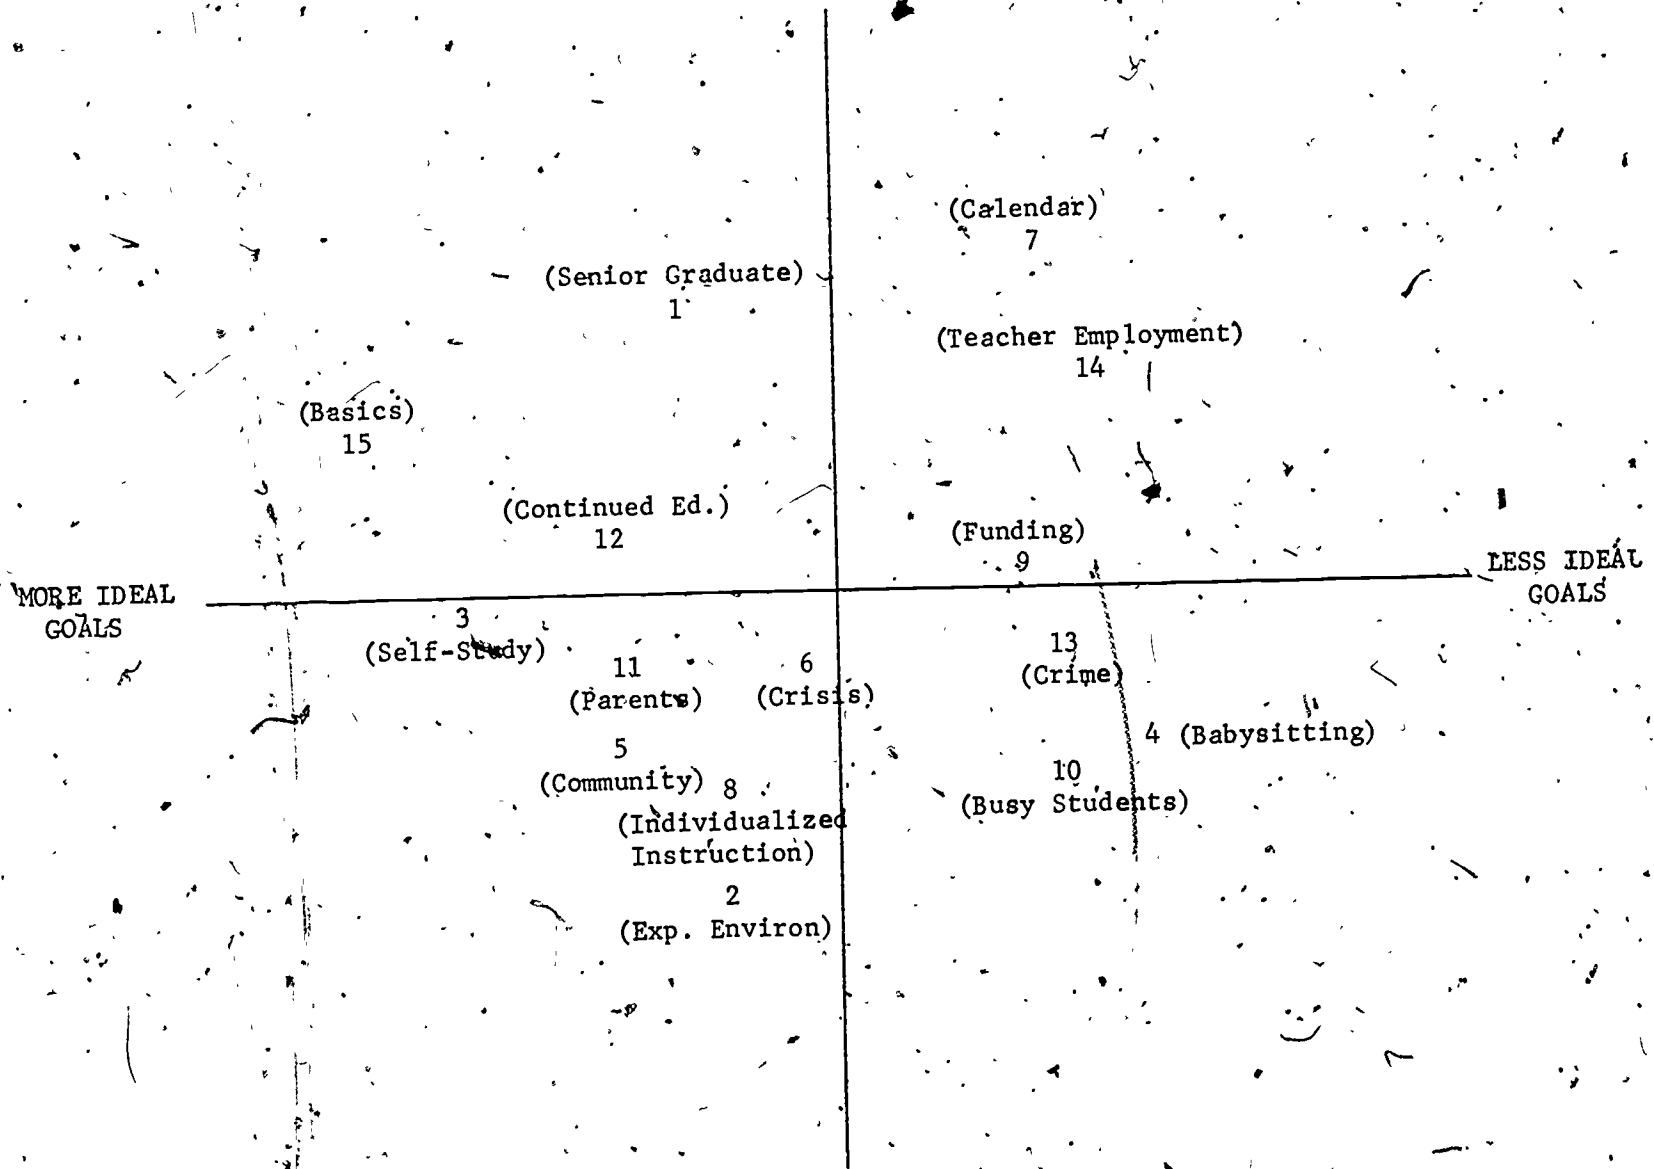 (Calendar)
7
(Senior Graduate)
1
(Teacher Employment)
14
(Basics)
15
(Continued Ed.)
12
(Funding)
9
LESS IDEAL
GOALS
MORE IDEAL
GOALS
3
(Self-Study)
13
(Crime)
11
(Parents)
6
(Crisis)
4 (Babysitting)
5
(Community)
10
(Busy Students)
8
(Individualized
Instruction)
2
(Exp. Environ)